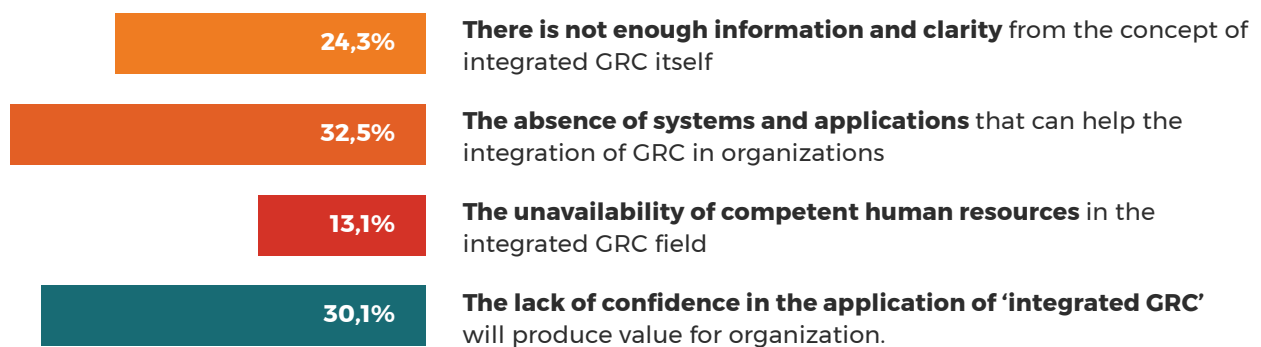 24,3%
There is not enough information and clarity from the concept of
integrated GRC itself
32,5%
The absence of systems and applications that can help the
integration of GRC in organizations
13,1%
The unavailability of competent human resources in the
integrated GRC field
30,1%
The lack of confidence in the application of ‘integrated GRC’
will produce value for organization.